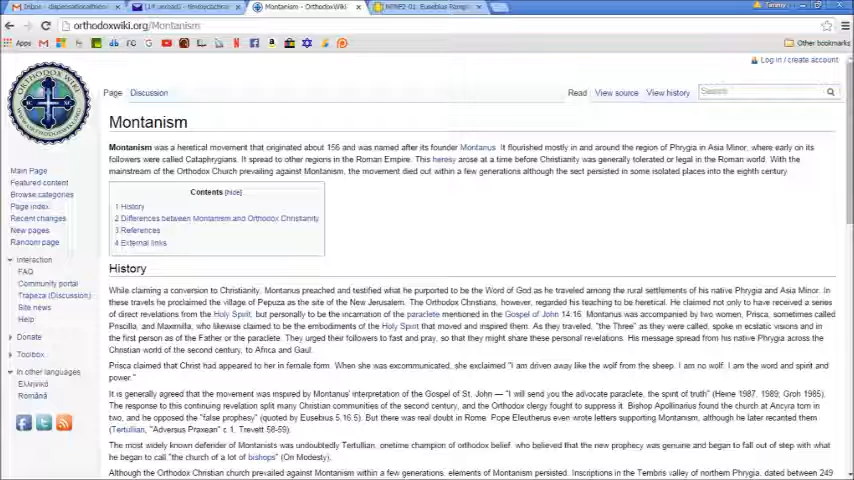 Montanism - OrthodoxWiki
NPNF2-01. Eusebius Pamph
Tammy
orthodoxwiki.org/Montanism
Apps
Other bookmarks
Log in / create account
ORTHODOX WIKI
Page Discussion Read View source View history Search
Montanism
Montanism was a heretical movement that originated about 156 and was named after its founder Montanus. It flourished mostly in and around the region of Phrygia in Asia Minor, where early on its
followers were called Cataphrygians. It spread to other regions in the Roman Empire. This heresy arose at a time before Christianity was generally tolerated or legal in the Roman world. With the
mainstream of the Orthodox Church prevailing against Montanism, the movement died out within a few generations although the sect persisted in some isolated places into the eighth century.
Main Page
Featured content
Browse categories
Page index
Recent changes
New pages
Random page
Interaction
FAQ
Community portal
Trapeza (Discussion)
Site news
Help
Donate
Toolbox
In other languages
Ελληνικά
Română
Contents [hide]
1 History
2 Differences between Montanism and Orthodox Christianity
3 References
4 External links
History
While claiming a conversion to Christianity, Montanus preached and testified what he purported to be the Word of God as he traveled among the rural settlements of his native Phrygia and Asia Minor. In
these travels he proclaimed the village of Pepuza as the site of the New Jerusalem. The Orthodox Christians, however, regarded his teaching to be heretical. He claimed not only to have received a series
of direct revelations from the Holy Spirit, but personally to be the incarnation of the paraclete mentioned in the Gospel of John 14:16. Montanus was accompanied by two women, Prisca, sometimes called
Priscilla, and Maximilla, who likewise claimed to be the embodiments of the Holy Spirit that moved and inspired them. As they traveled, "the Three" as they were called, spoke in ecstatic visions and in
the first person as of the Father or the paraclete. They urged their followers to fast and pray, so that they might share these personal revelations. His message spread from his native Phrygia across the
Christian world of the second century, to Africa and Gaul.
Prisca claimed that Christ had appeared to her in female form. When she was excommunicated, she exclaimed "I am driven away like the wolf from the sheep. I am no wolf. I am the word and spirit and
power."
It is generally agreed that the movement was inspired by Montanus' interpretation of the Gospel of St. John — "I will send you the advocate paraclete, the spirit of truth" (Heine 1987, 1989; Groh 1985).
The response to this continuing revelation split many Christian communities of the second century, and the Orthodox clergy fought to suppress it. Bishop Apollinarius found the church at Ancyra torn in
two, and he opposed the "false prophecy" (quoted by Eusebius 5.16.5). But there was real doubt in Rome. Pope Eleutherus even wrote letters supporting Montanism, although he later recanted them
(Tertullian, "Adversus Praxean" c.1, Trevett 58-59).
The most widely known defender of Montanists was undoubtedly Tertullian, onetime champion of orthodox belief, who believed that the new prophecy was genuine and began to fall out of step with what
he began to call "the church of a lot of bishops" (On Modesty).
Although the Orthodox Christian church prevailed against Montanism within a few generations, elements of Montanism persisted. Inscriptions in the Tembris valley of northern Phrygia, dated between 249